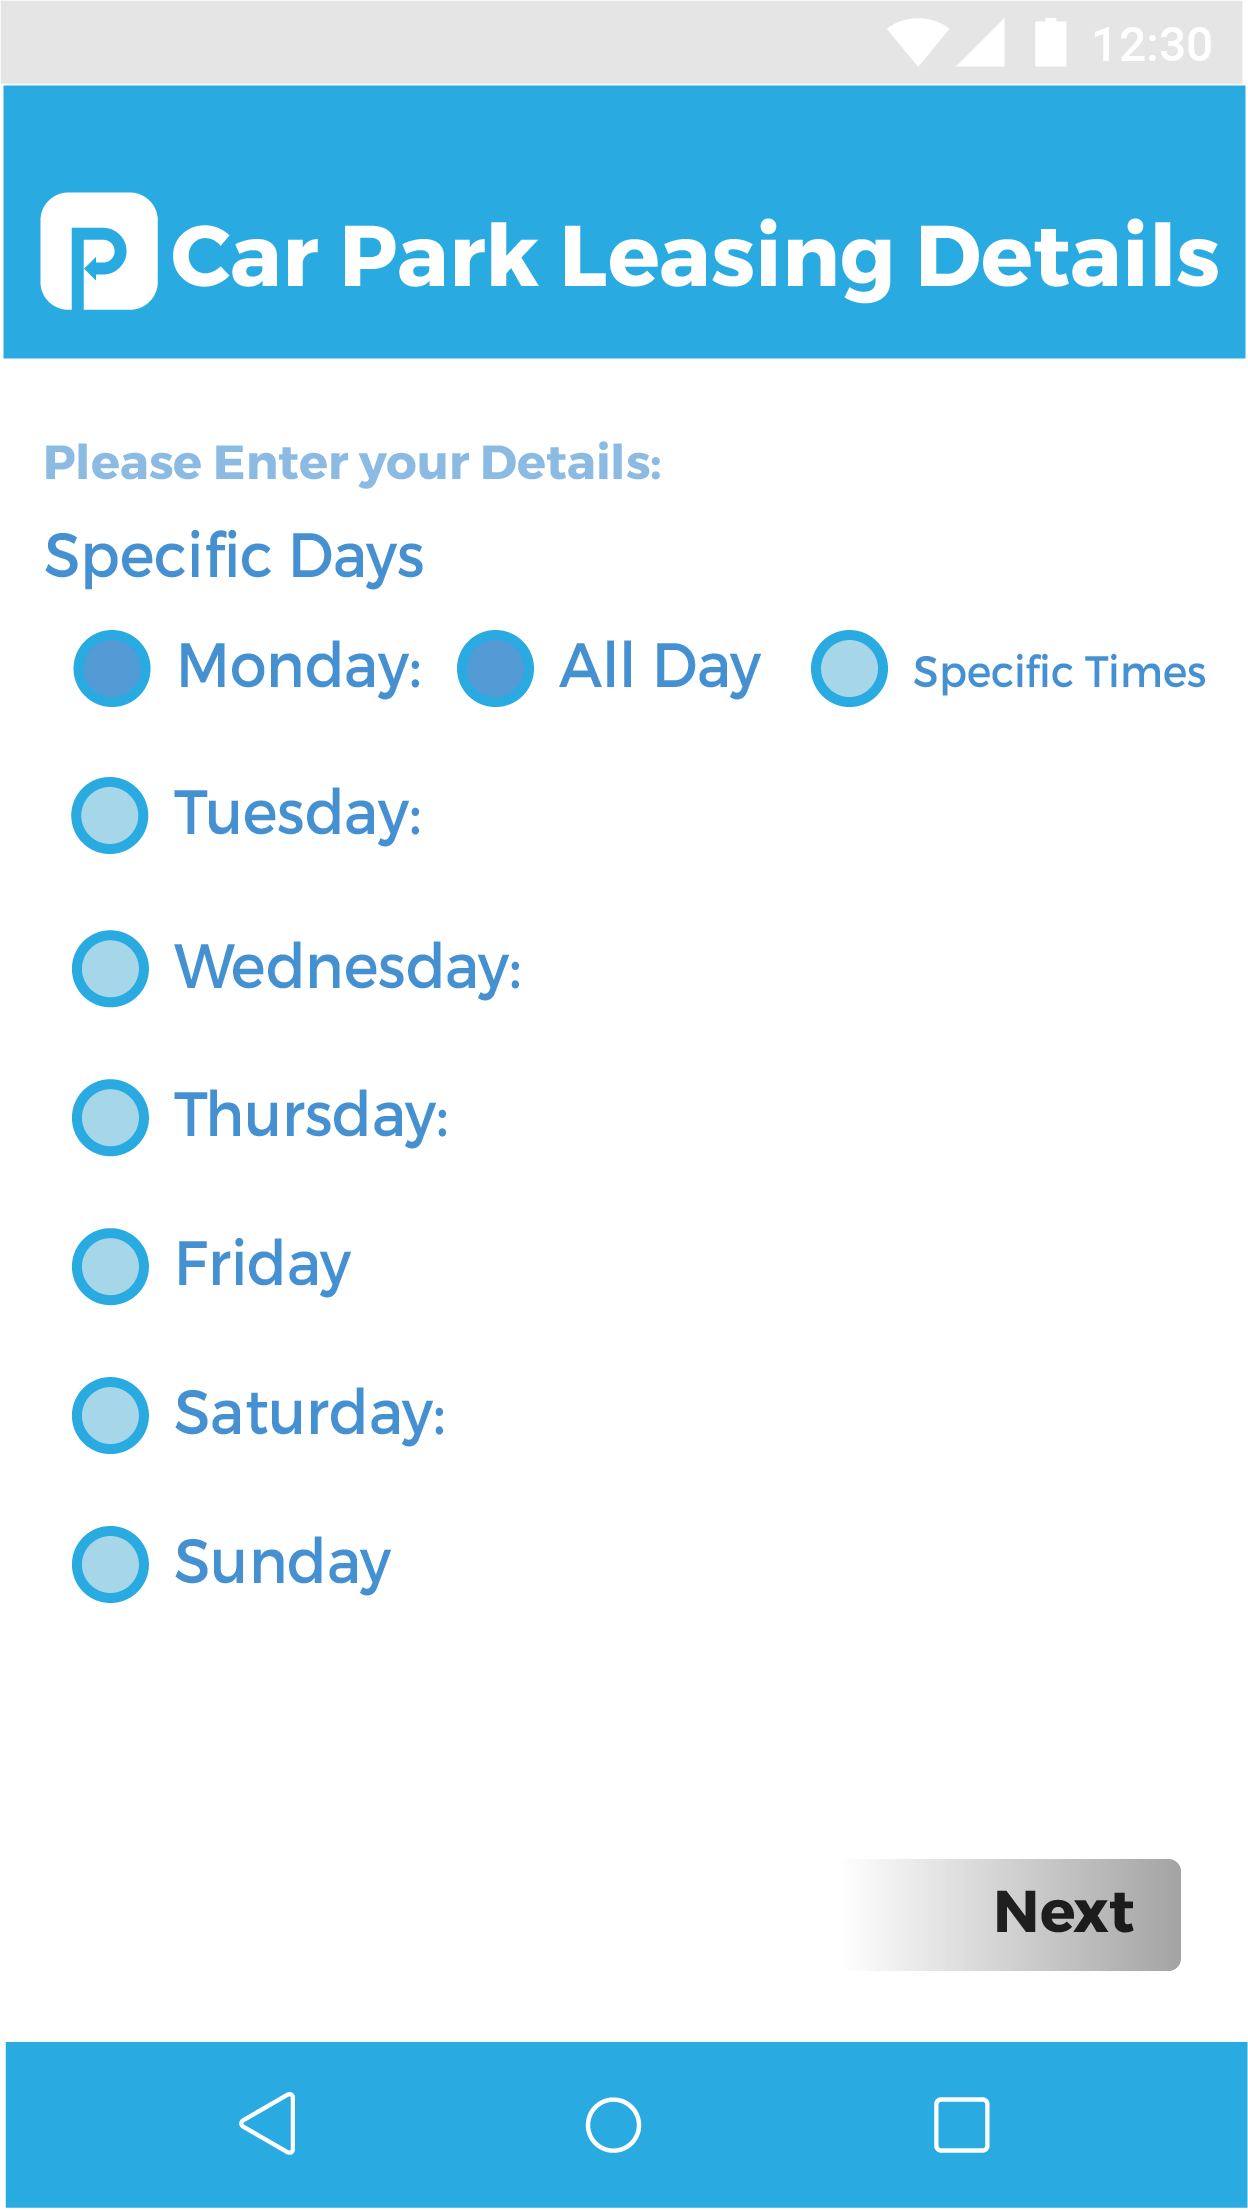 12:30
Car Park Leasing Details
Please Enter your Details:
Specific Days
Monday: All Day Specific Times
Tuesday:
Wednesday:
Thursday:
Friday
Saturday:
Sunday
Next